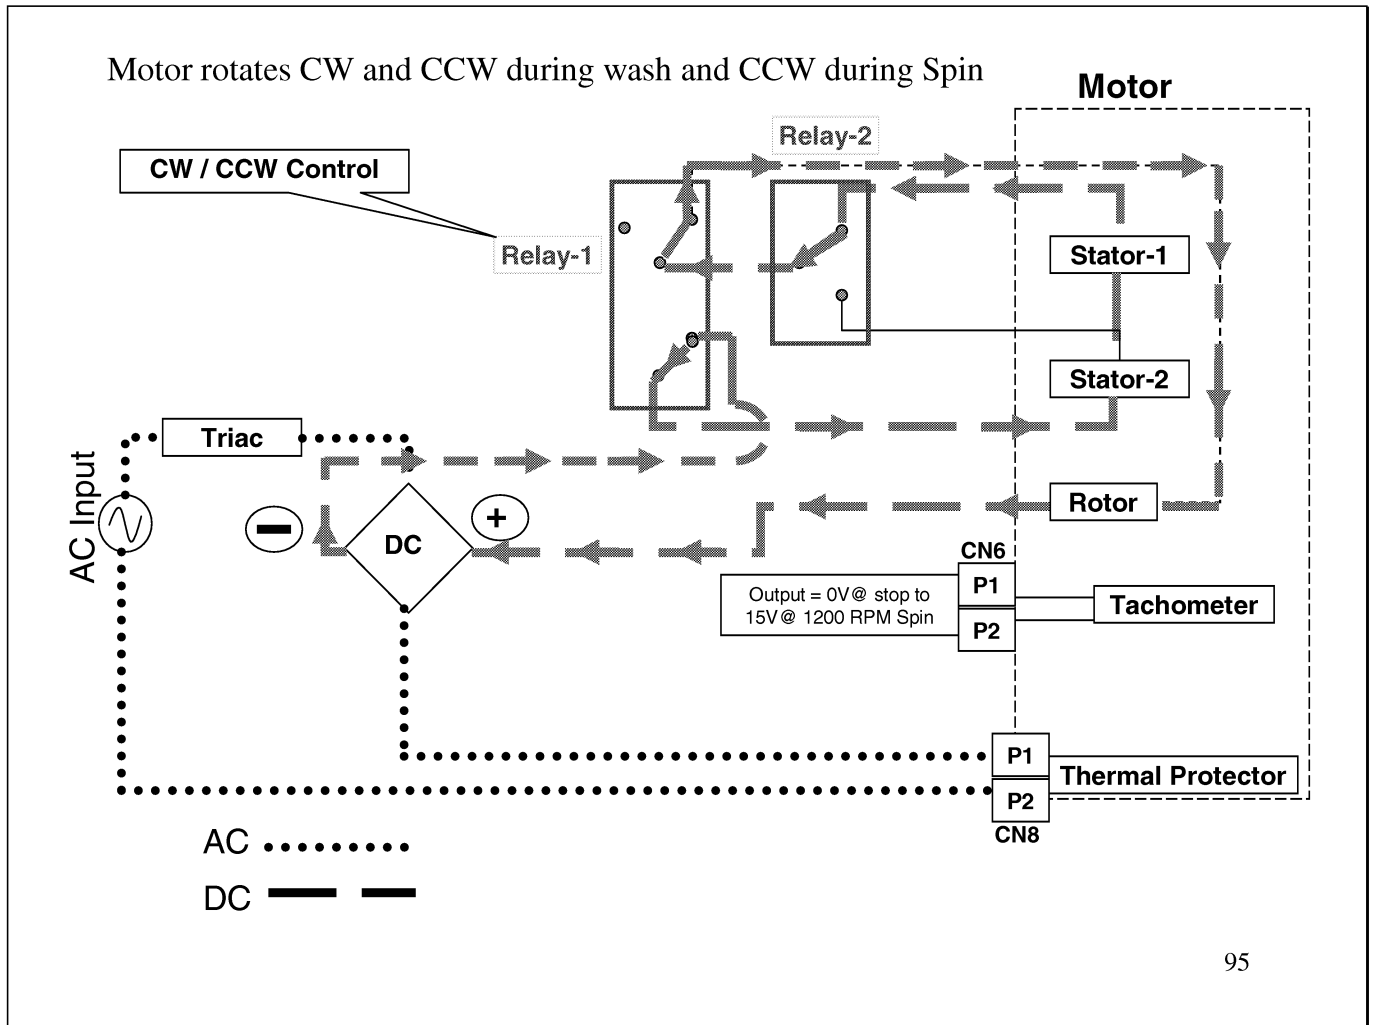 Motor rotates CW and CCW during wash and CCW during Spin
Motor
Relay-2
CW / CCW Control
Relay-1
Stator-1
Stator-2
Triac
AC Input
+
DC
Rotor
CN6
P1
Output = 0V@ stop to
15V@ 1200 RPM Spin
P2
Tachometer
P1
Thermal Protector
P2
CN8
AC
DC
95